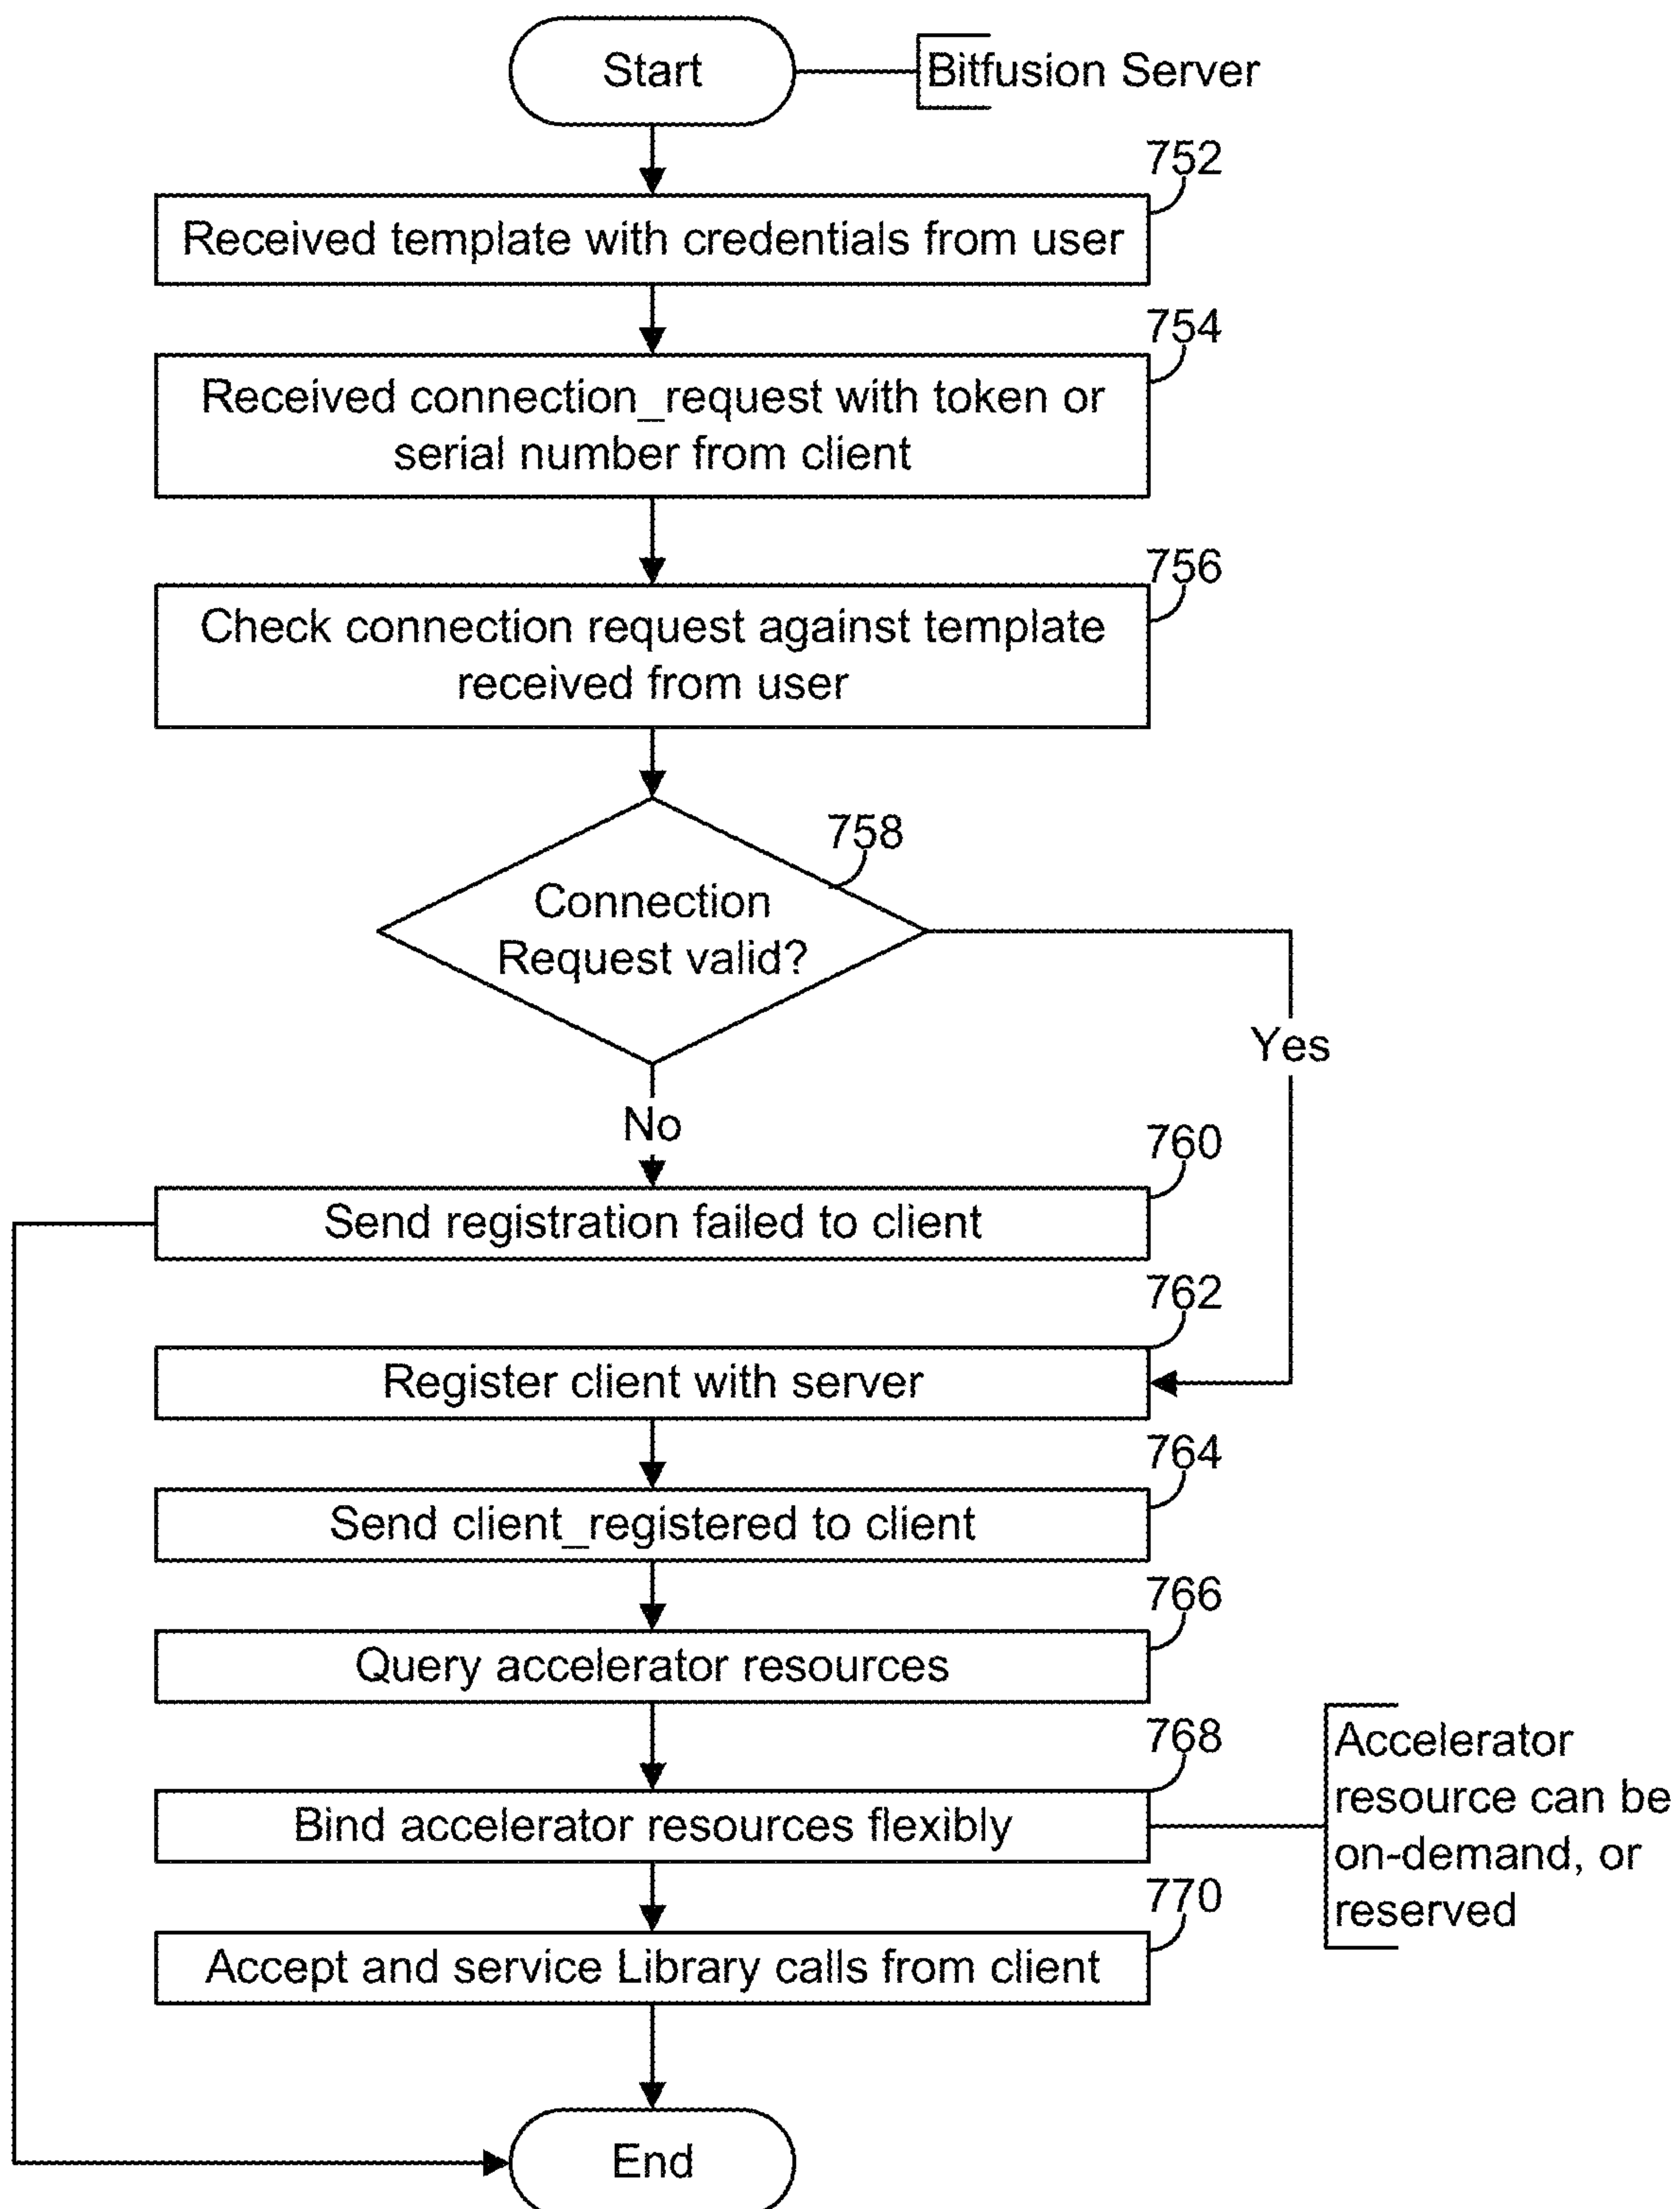 Start
Bitfusion Server
752
Received template with credentials from user
754
Received connection_request with token or
serial number from client
756
Check connection request against template
received from user
758
Connection
Request valid?
Yes
No
760
Send registration failed to client
762
Register client with server
764
Send client_registered to client
766
Query accelerator resources
768
Bind accelerator resources flexibly
Accelerator
resource can be
on-demand, or
reserved
770
Accept and service Library calls from client
End